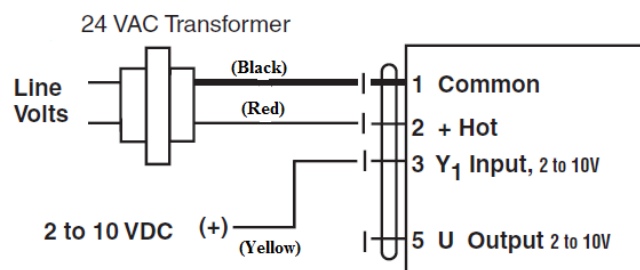 24 VAC Transformer
Line
Volts
(Black)
(Red)
1 Common
2 + Hot
3 Y1 Input, 2 to 10V
2 to 10 VDC (+)
(Yellow)
5 U Output 2 to 10V